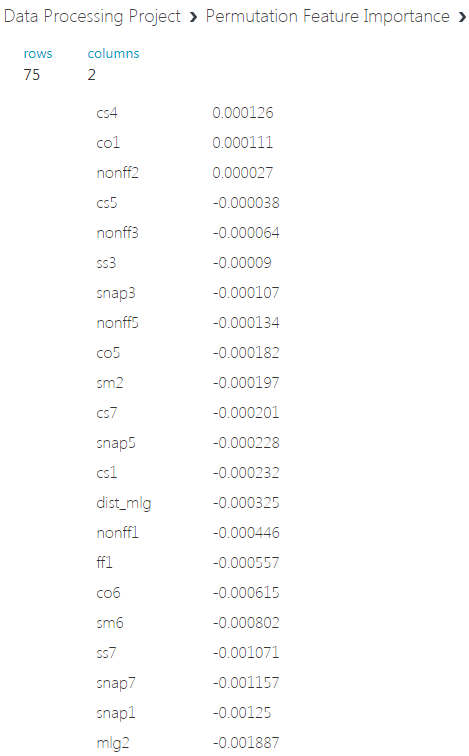 Data Processing Project ❯ Permutation Feature Importance ❯
rows columns
75 2
cs4 0.000126
co1 0.000111
nonff2 0.000027
cs5 -0.000038
nonff3 -0.000064
ss3 -0.00009
snap3 -0.000107
nonff5 -0.000134
co5 -0.000182
sm2 -0.000197
cs7 -0.000201
snap5 -0.000228
cs1 -0.000232
dist_mlg -0.000325
nonff1 -0.000446
ff1 -0.000557
co6 -0.000615
sm6 -0.000802
ss7 -0.001071
snap7 -0.001157
snap1 -0.00125
mlg2 -0.001887